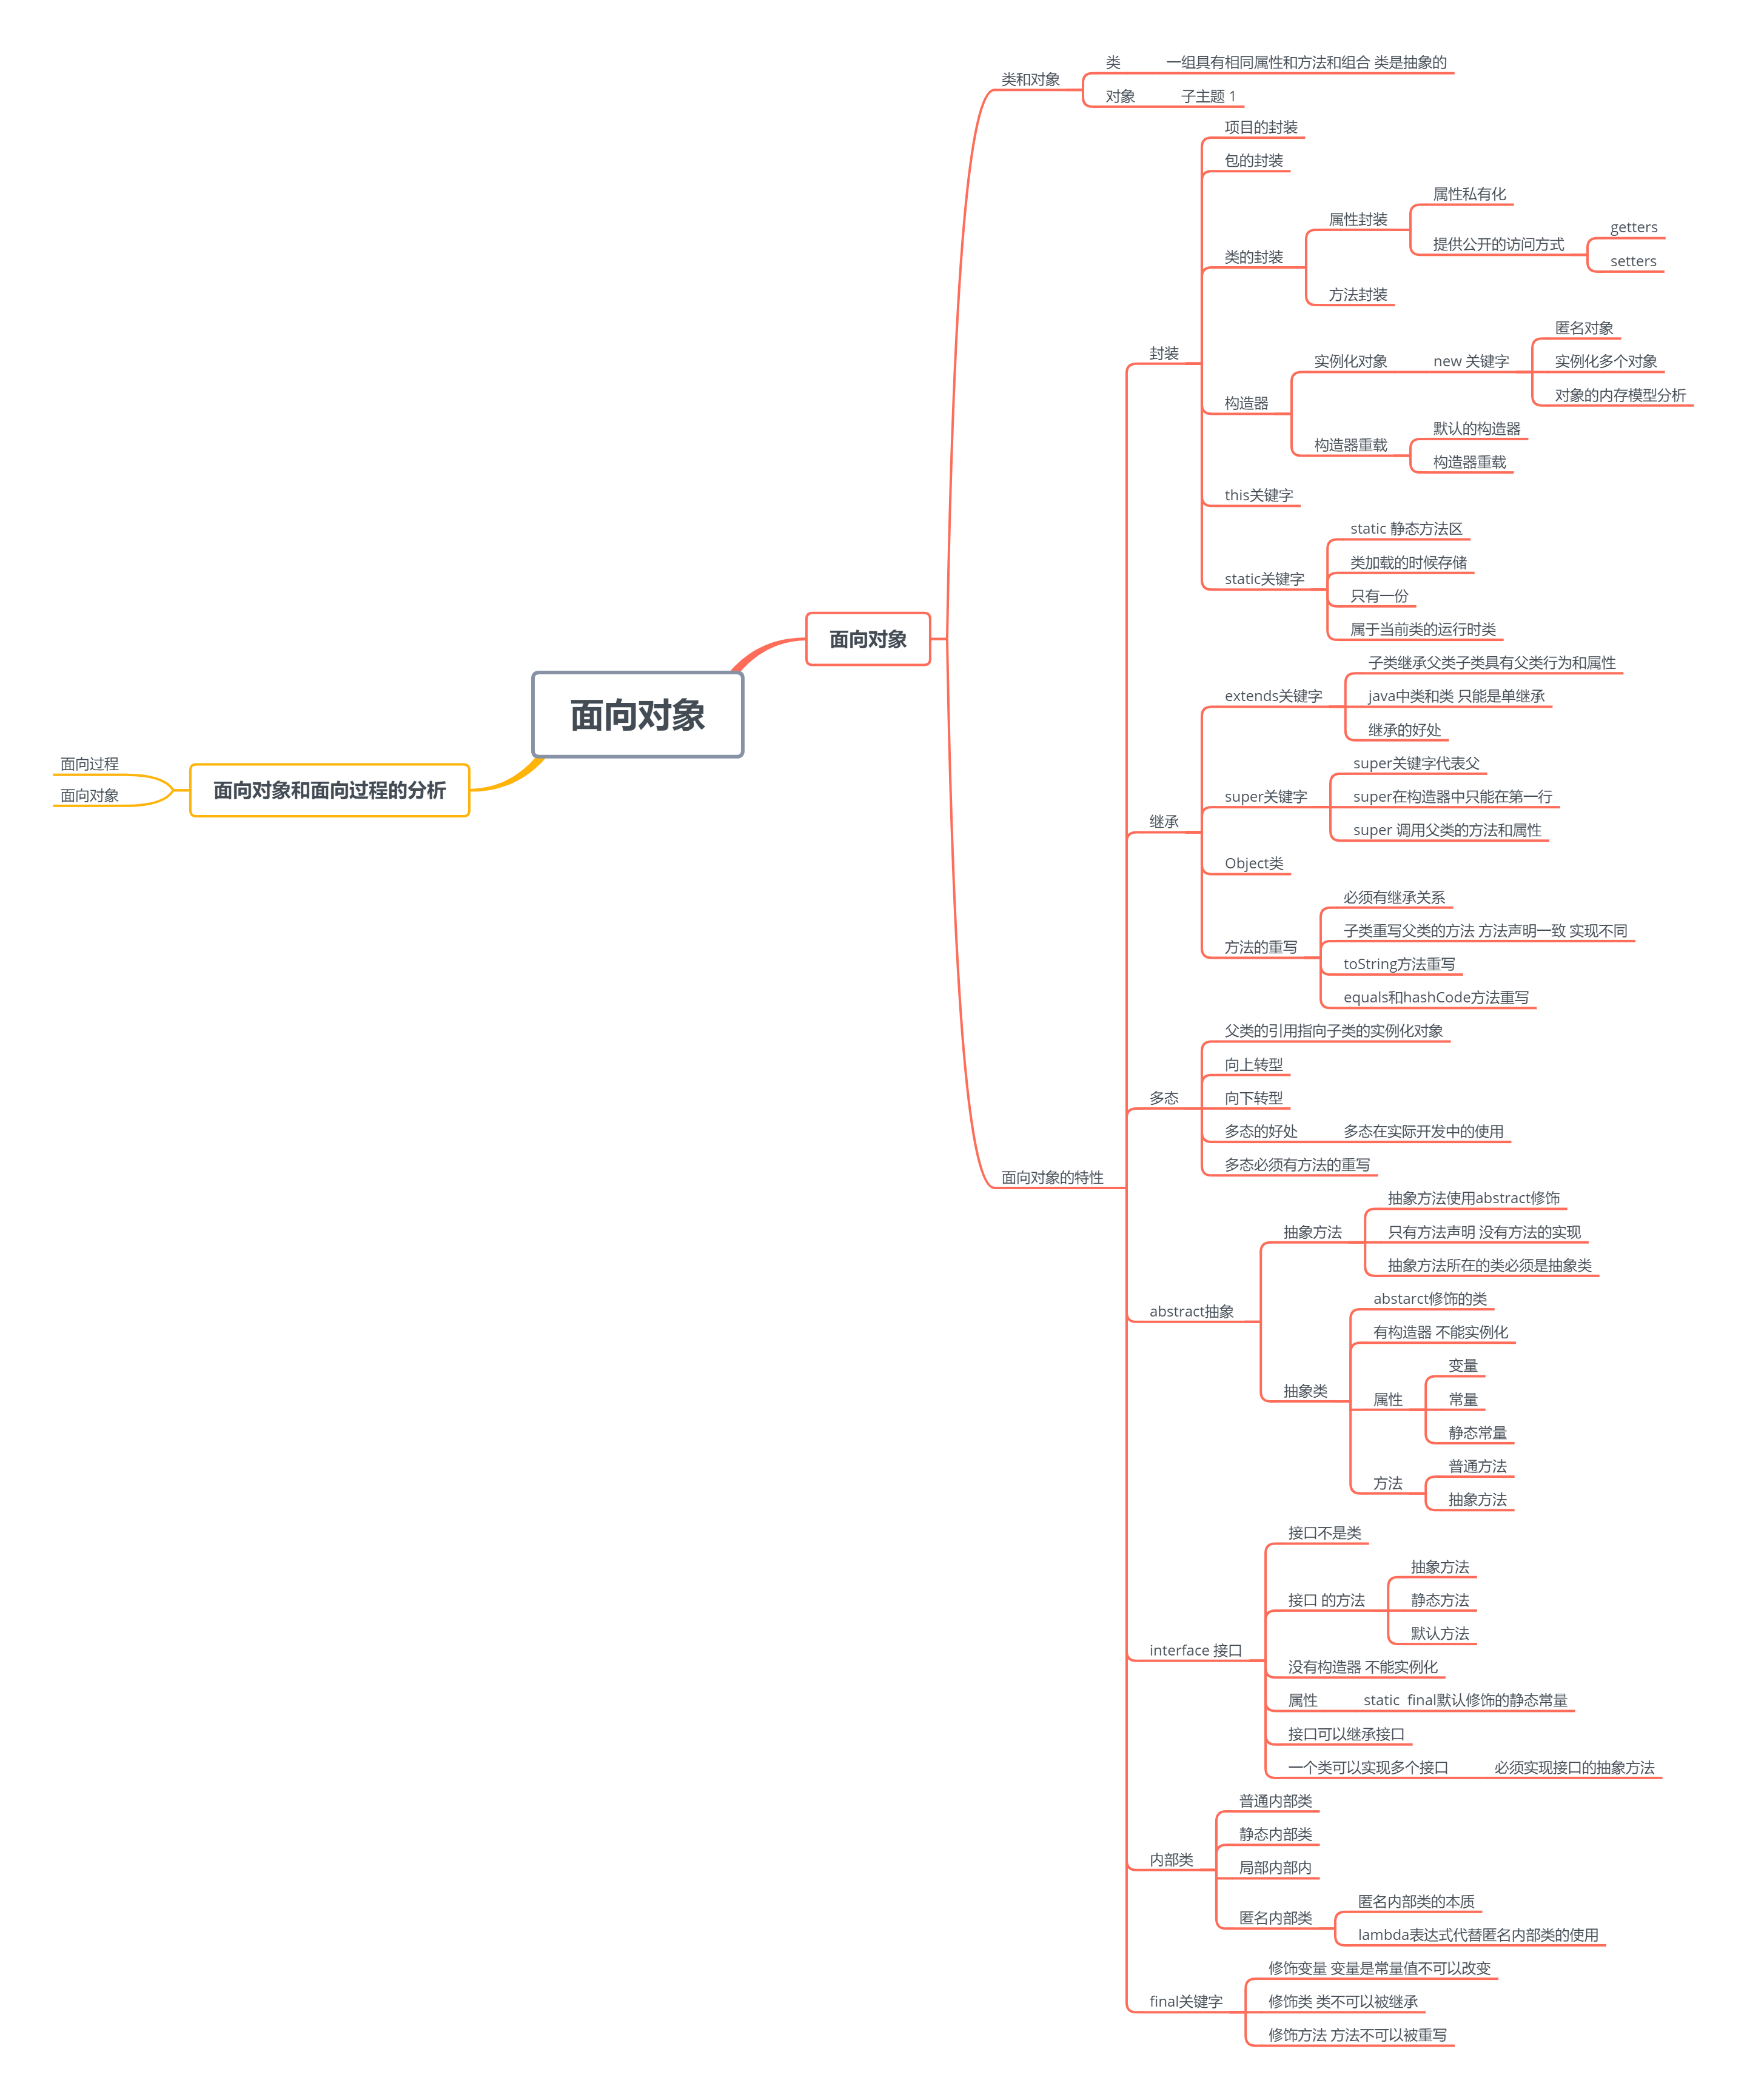 面向对象
面向对象
类和对象
类
一组具有相同属性和方法和组合 类是抽象的
对象
子主题 1
面向对象的特性
封装
项目的封装
包的封装
类的封装
属性封装
属性私有化
提供公开的访问方式
getters
setters
方法封装
构造器
实例化对象
new 关键字
匿名对象
实例化多个对象
对象的内存模型分析
构造器重载
默认的构造器
构造器重载
this关键字
static关键字
static 静态方法区
类加载的时候存储
只有一份
属于当前类的运行时类
继承
extends关键字
子类继承父类子类具有父类行为和属性
java中类和类 只能是单继承
继承的好处
super关键字
super关键字代表父
super在构造器中只能在第一行
super 调用父类的方法和属性
Object类
方法的重写
必须有继承关系
子类重写父类的方法 方法声明一致 实现不同
toString方法重写
equals和hashCode方法重写
多态
父类的引用指向子类的实例化对象
向上转型
向下转型
多态的好处
多态在实际开发中的使用
多态必须有方法的重写
abstract抽象
抽象方法
抽象方法使用abstract修饰
只有方法声明 没有方法的实现
抽象方法所在的类必须是抽象类
抽象类
abstarct修饰的类
有构造器 不能实例化
属性
变量
常量
静态常量
方法
普通方法
抽象方法
interface 接口
接口不是类
接口 的方法
抽象方法
静态方法
默认方法
没有构造器 不能实例化
属性
static  final默认修饰的静态常量
接口可以继承接口
一个类可以实现多个接口
必须实现接口的抽象方法
内部类
普通内部类
静态内部类
局部内部内
匿名内部类
匿名内部类的本质
lambda表达式代替匿名内部类的使用
final关键字
修饰变量 变量是常量值不可以改变
修饰类 类不可以被继承
修饰方法 方法不可以被重写
面向对象和面向过程的分析
面向过程
面向对象